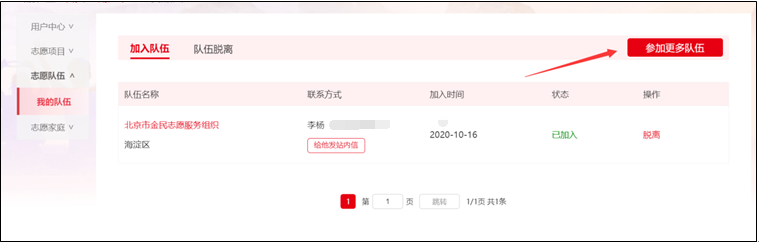 用户中心
志愿项目
志愿队伍
我的队伍
志愿家庭
加入队伍 队伍脱离
参加更多队伍
队伍名称 联系方式 加入时间 状态 操作
北京市金民志愿服务组织
海淀区
李杨
给他发站内信
2020-10-16
已加入
脱离
1 第 1 页 跳转 1/1页 共1条